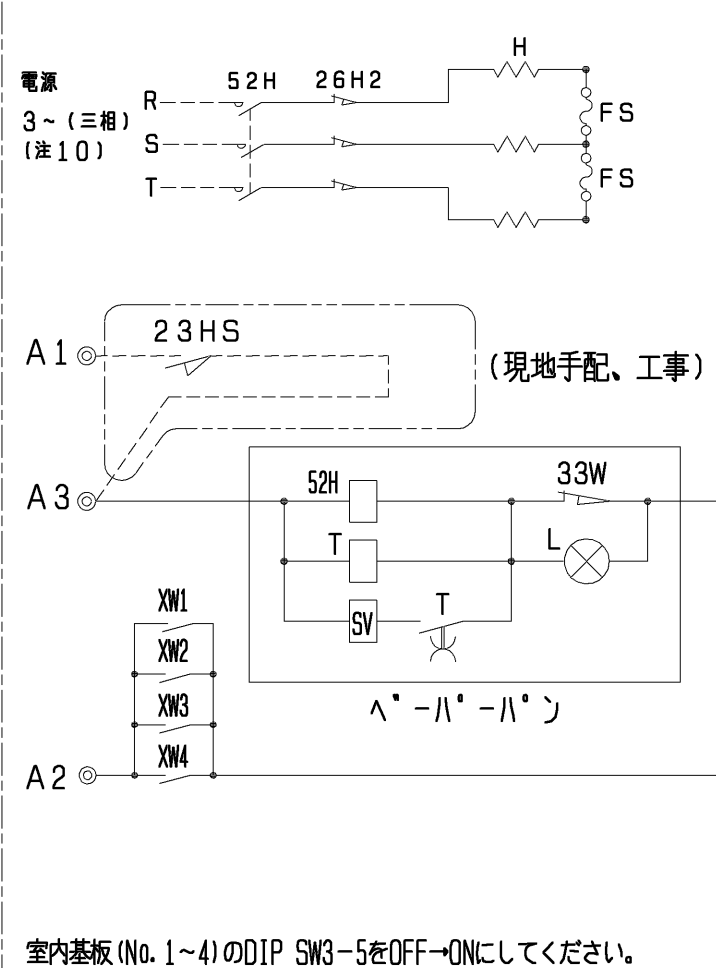 電源
3~(三相)
(注10)
52H
26H2
H
R
S
T
FS
FS
A1
23HS
(現地手配、工事)
A3
52H
33W
T
L
SV
T
ベーパーパン
XW1
XW2
XW3
XW4
A2
室内基板(No. 1~4)のDIP SW3-5をOFF→ONにしてください。